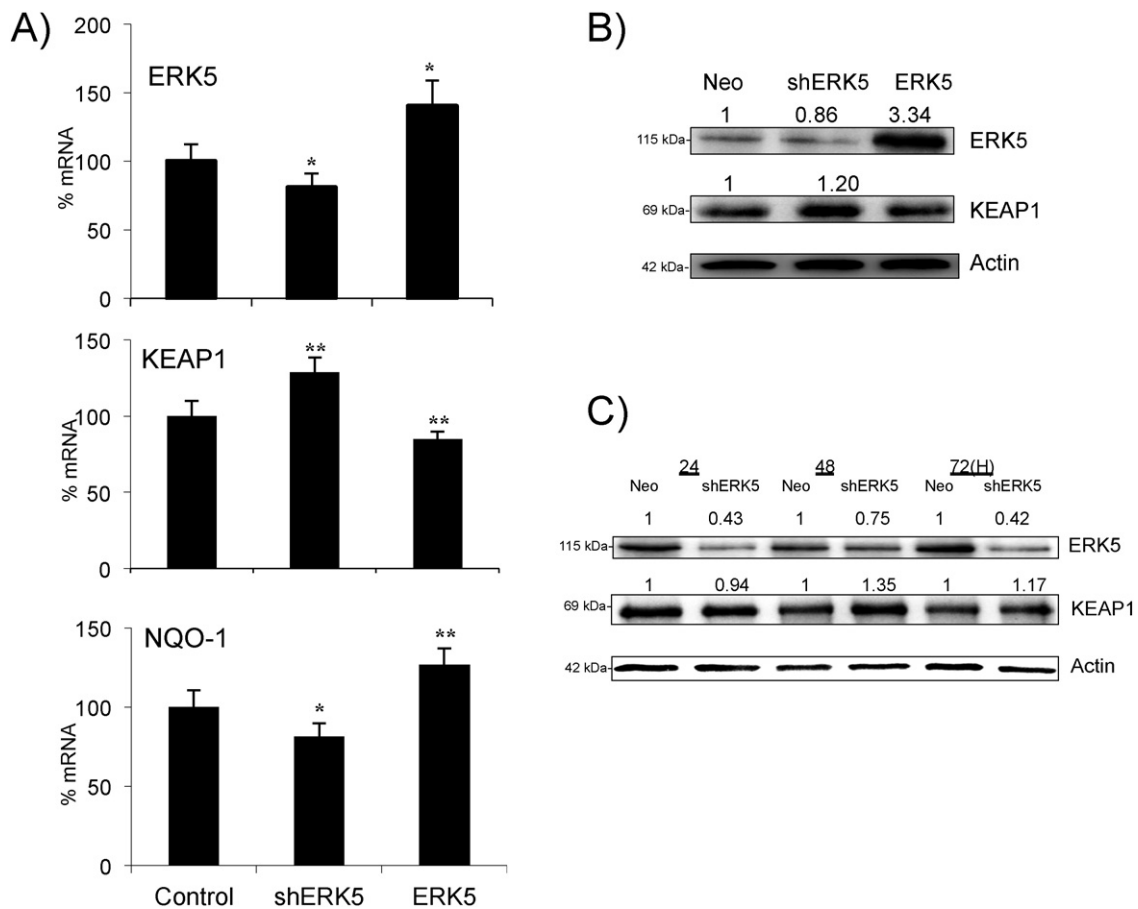 A)
200
ERK5
*
150
% mRNA
100
*
50
0
150
KEAP1
**
100
**
% mRNA
50
0
150
NQO-1
**
100
*
% mRNA
50
0
Control shERK5 ERK5
B)
Neo shERK5 ERK5
1 0.86 3.34
115 kDa- ERK5
1 1.20
69 kDa- KEAP1
42 kDa- Actin
C)
24 48 72(H)
Neo shERK5 Neo shERK5 Neo shERK5
1 0.43 1 0.75 1 0.42
115 kDa- ERK5
1 0.94 1 1.35 1 1.17
69 kDa- KEAP1
42 kDa- Actin